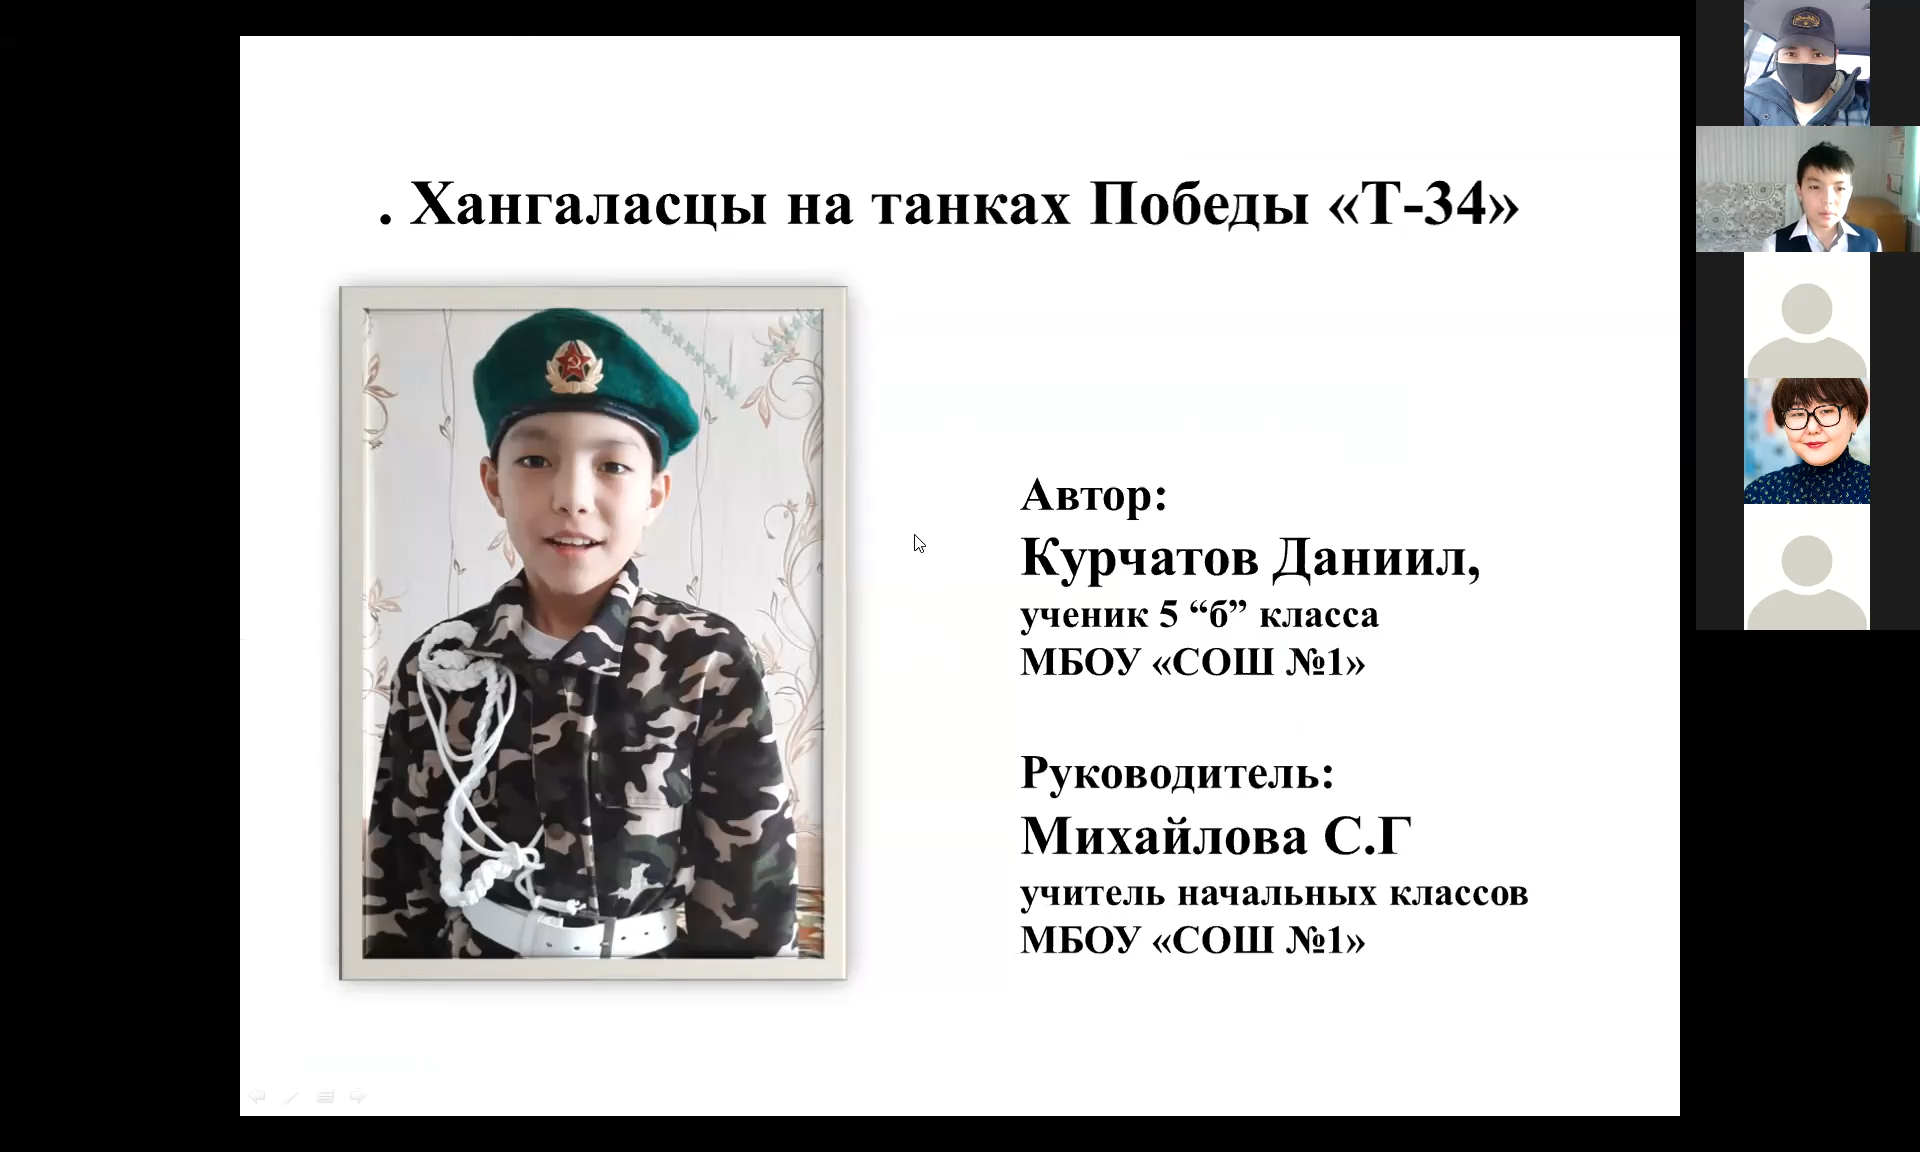 . Хангаласцы на танках Победы «Т-34»
Автор:
Курчатов Даниил,
ученик 5 “б” класса
МБОУ «СОШ №1»
Руководитель:
Михайлова С.Г
учитель начальных классов
МБОУ «СОШ №1»